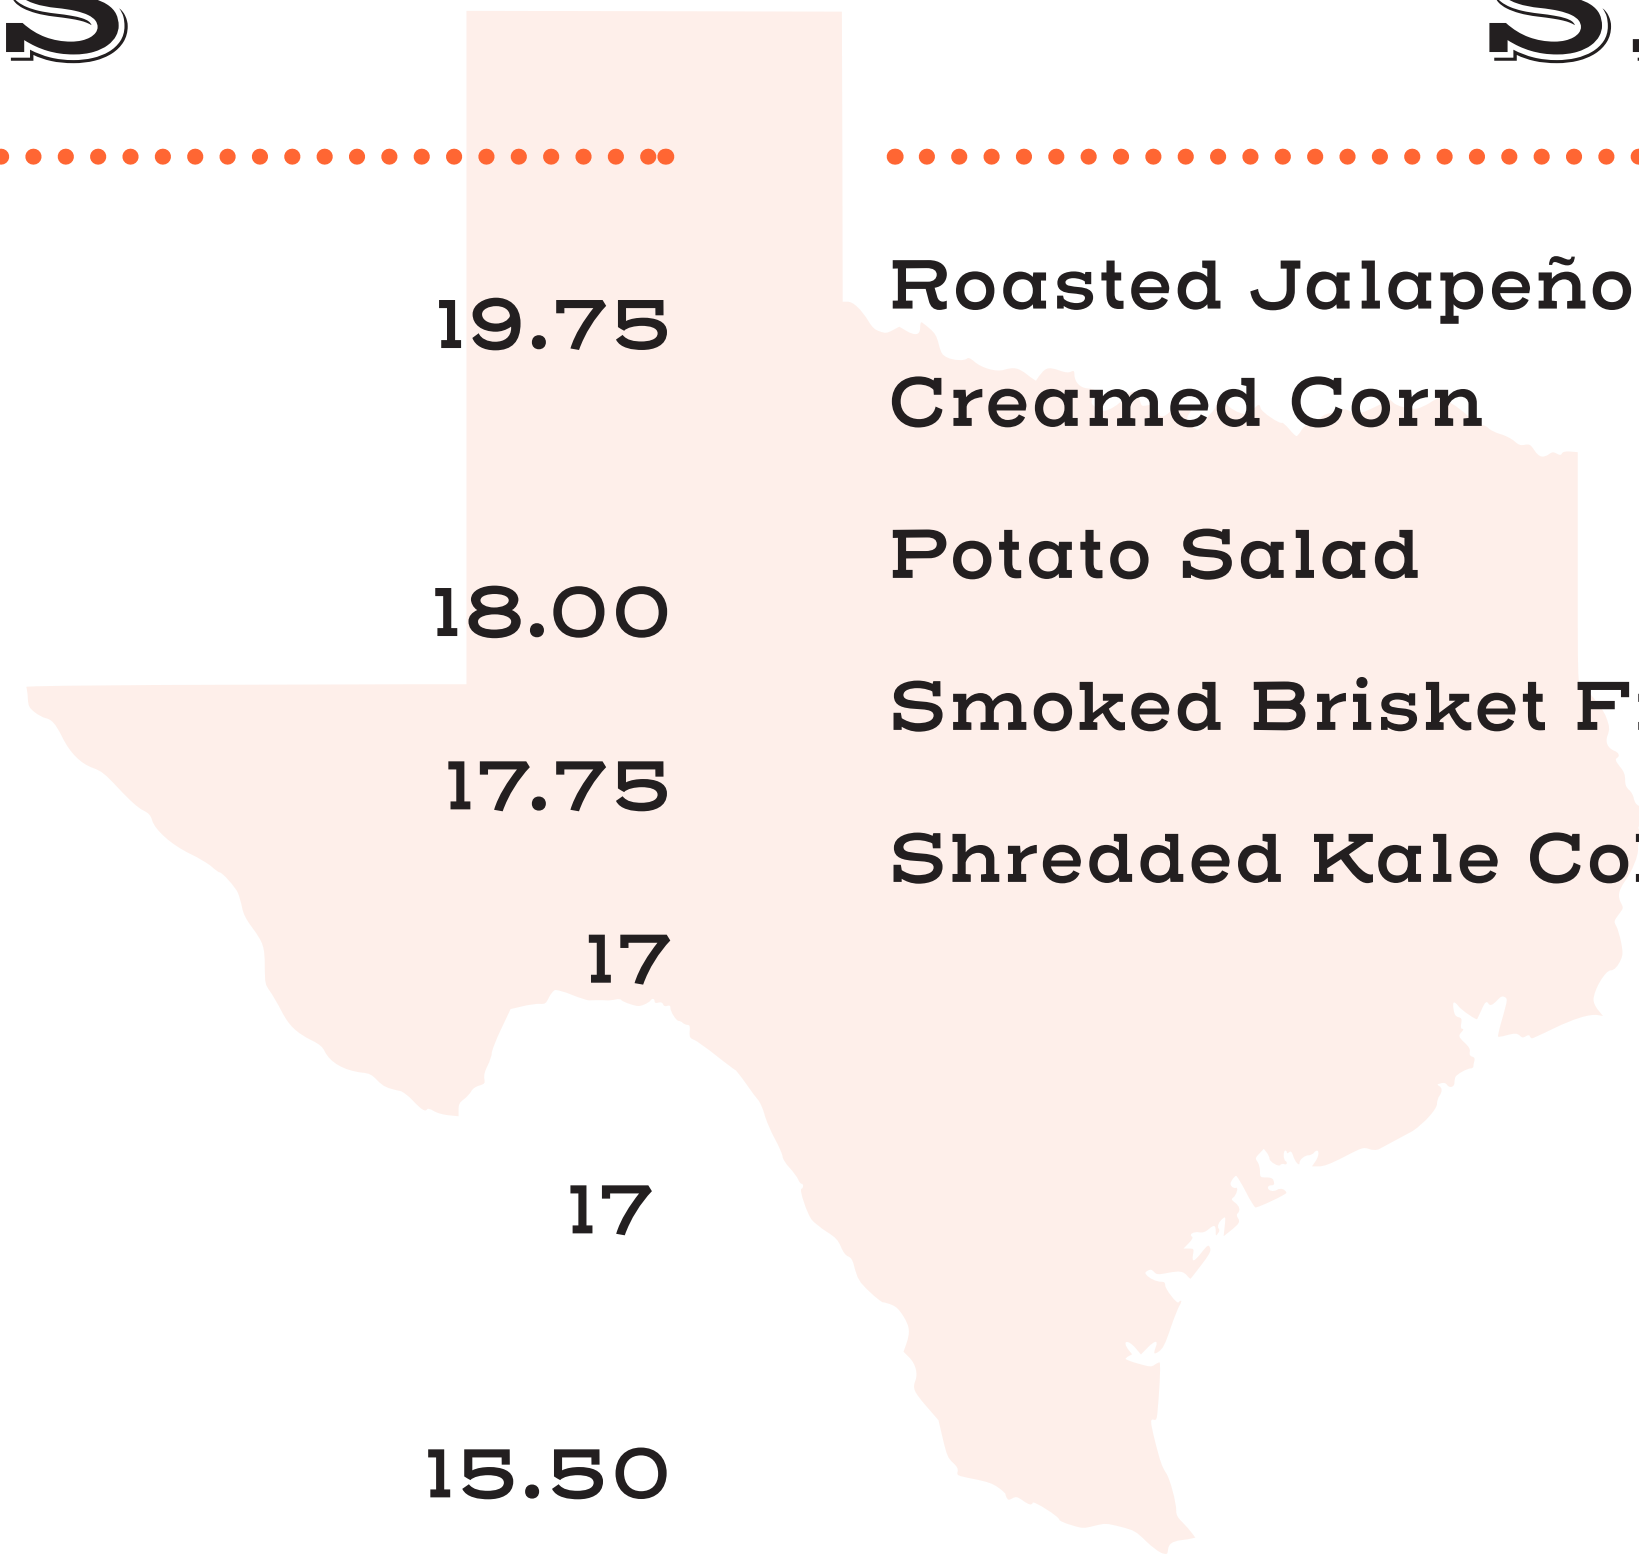 S
S
19.75
18.00
17.75
17
17
15.50
Roasted Jalapeño
Creamed Corn
Potato Salad
Smoked Brisket
Shredded Kale